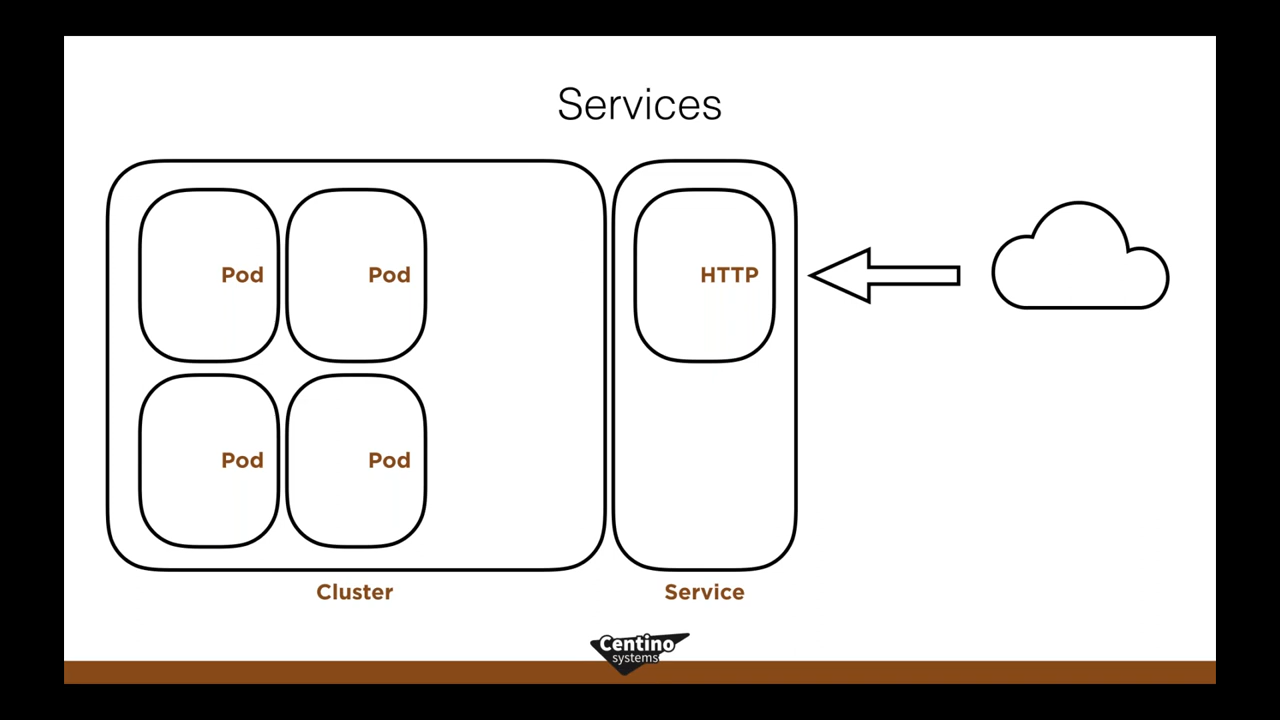 Services
Pod Pod HTTP
Pod Pod
Cluster Service
Centino
systems